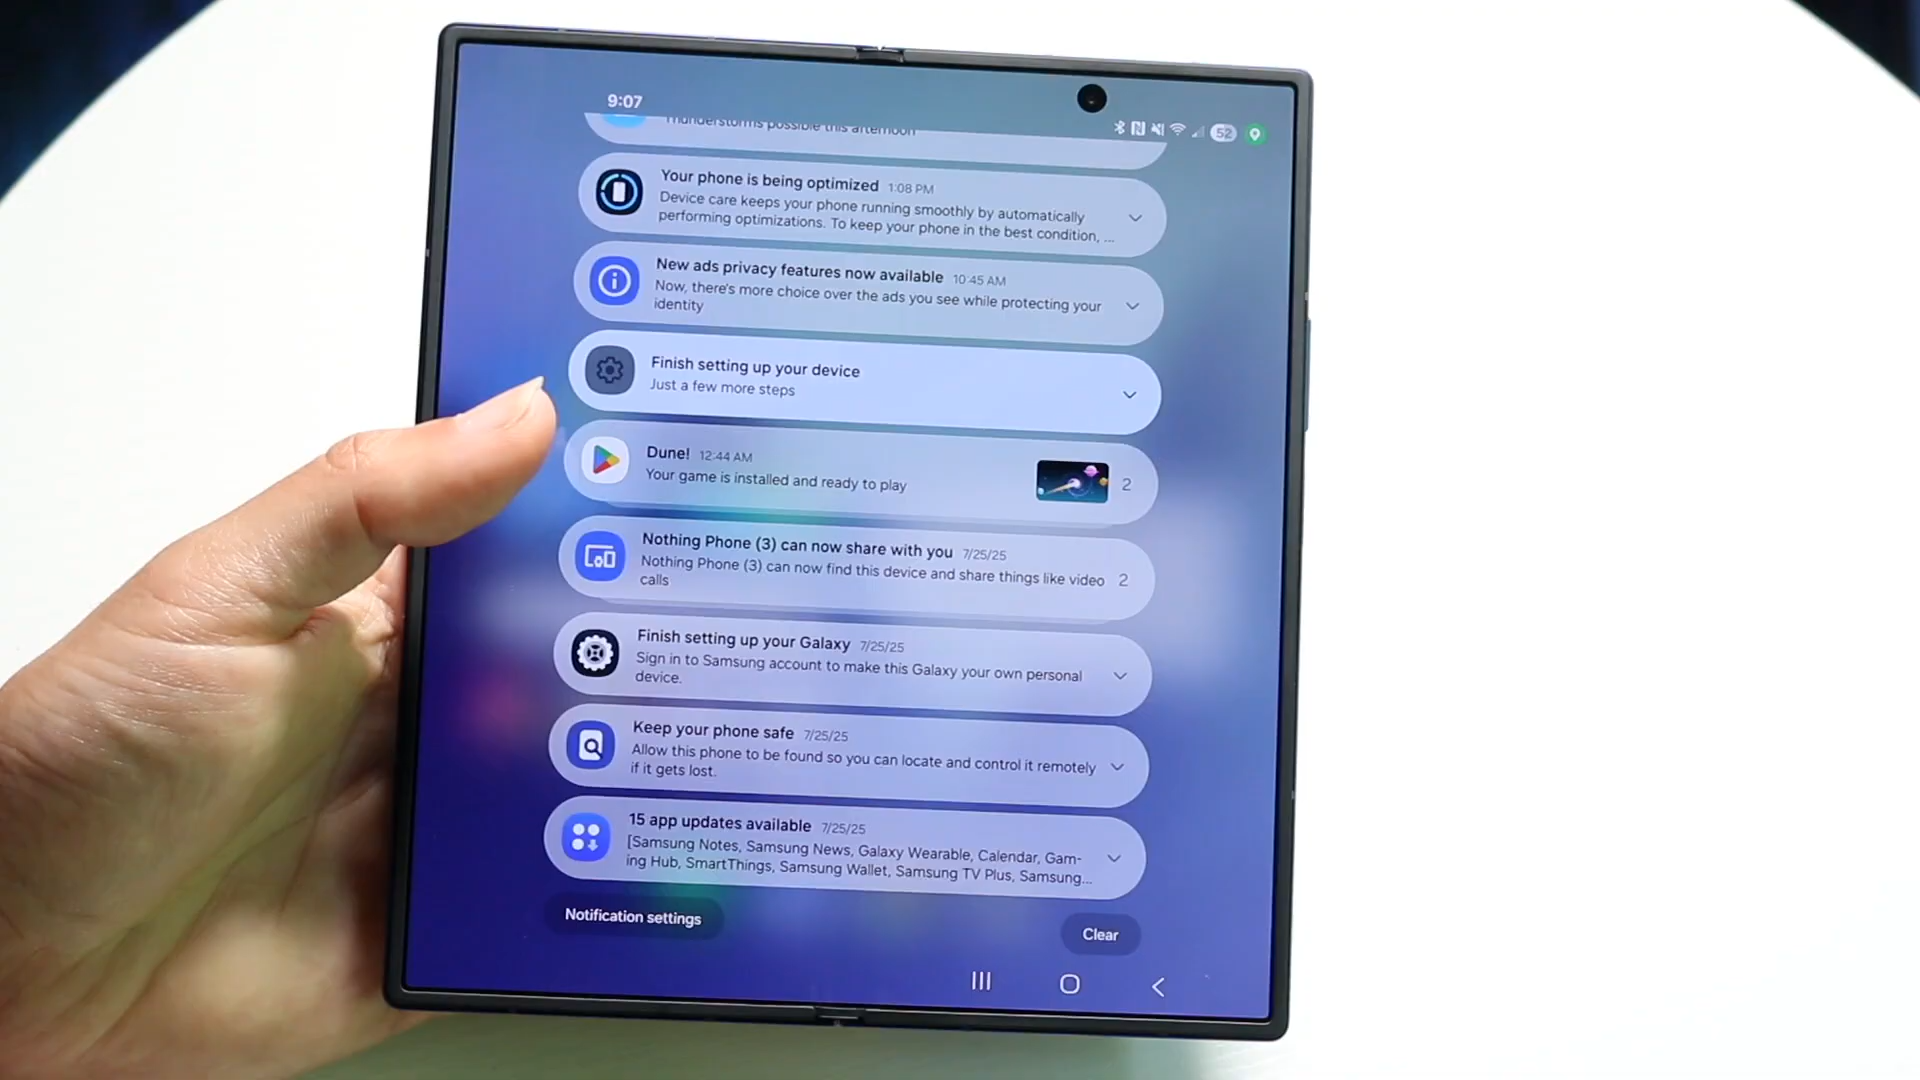 9:07
52
Thunderstorms possible this afternoon
Your phone is being optimized 1:08 PM
Device care keeps your phone running smoothly by automatically
performing optimizations. To keep your phone in the best condition, ...
New ads privacy features now available 10:45 AM
Now, there's more choice over the ads you see while protecting your
identity
Finish setting up your device
Just a few more steps
Dune! 12:44 AM
Your game is installed and ready to play
2
Nothing Phone (3) can now share with you 7/25/25
Nothing Phone (3) can now find this device and share things like video
calls
2
Finish setting up your Galaxy 7/25/25
Sign in to Samsung account to make this Galaxy your own personal
device.
Keep your phone safe 7/25/25
Allow this phone to be found so you can locate and control it remotely
if it gets lost.
15 app updates available 7/25/25
[Samsung Notes, Samsung News, Galaxy Wearable, Calendar, Gam-
ing Hub, SmartThings, Samsung Wallet, Samsung TV Plus, Samsung...
Notification settings
Clear